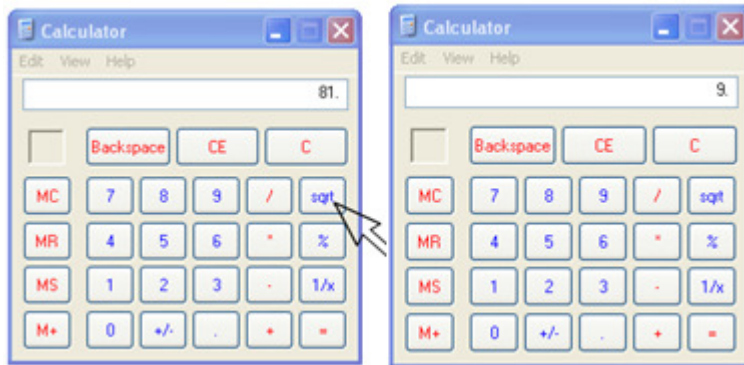 Calculator
Edit View Help
81.
Backspace CE C
MC 7 8 9 / sqrt
MR 4 5 6 * %
MS 1 2 3 - 1/x
M+ 0 +/- . + =
Calculator
Edit View Help
9.
Backspace CE C
MC 7 8 9 / sqrt
MR 4 5 6 * %
MS 1 2 3 - 1/x
M+ 0 +/- . + =